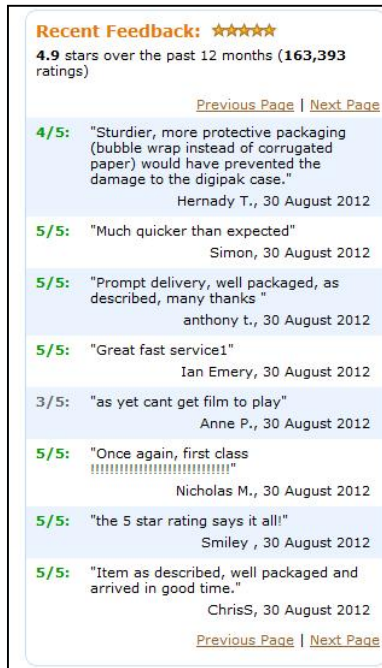 Recent Feedback:
4.9 stars over the past 12 months (163,393
ratings)
Previous Page | Next Page
4/5: "Sturdier, more protective packaging
(bubble wrap instead of corrugated
paper) would have prevented the
damage to the digipak case."
Hernady T., 30 August 2012
5/5: "Much quicker than expected"
Simon, 30 August 2012
5/5: "Prompt delivery, well packaged, as
described, many thanks "
anthony t., 30 August 2012
5/5: "Great fast service1"
Ian Emery, 30 August 2012
3/5: "as yet cant get film to play"
Anne P., 30 August 2012
5/5: "Once again, first class
!!!!!!!!!!!!!!!!!!!!!!!!!!!!!"
Nicholas M., 30 August 2012
5/5: "the 5 star rating says it all!"
Smiley , 30 August 2012
5/5: "Item as described, well packaged and
arrived in good time."
ChrisS, 30 August 2012
Previous Page | Next Page